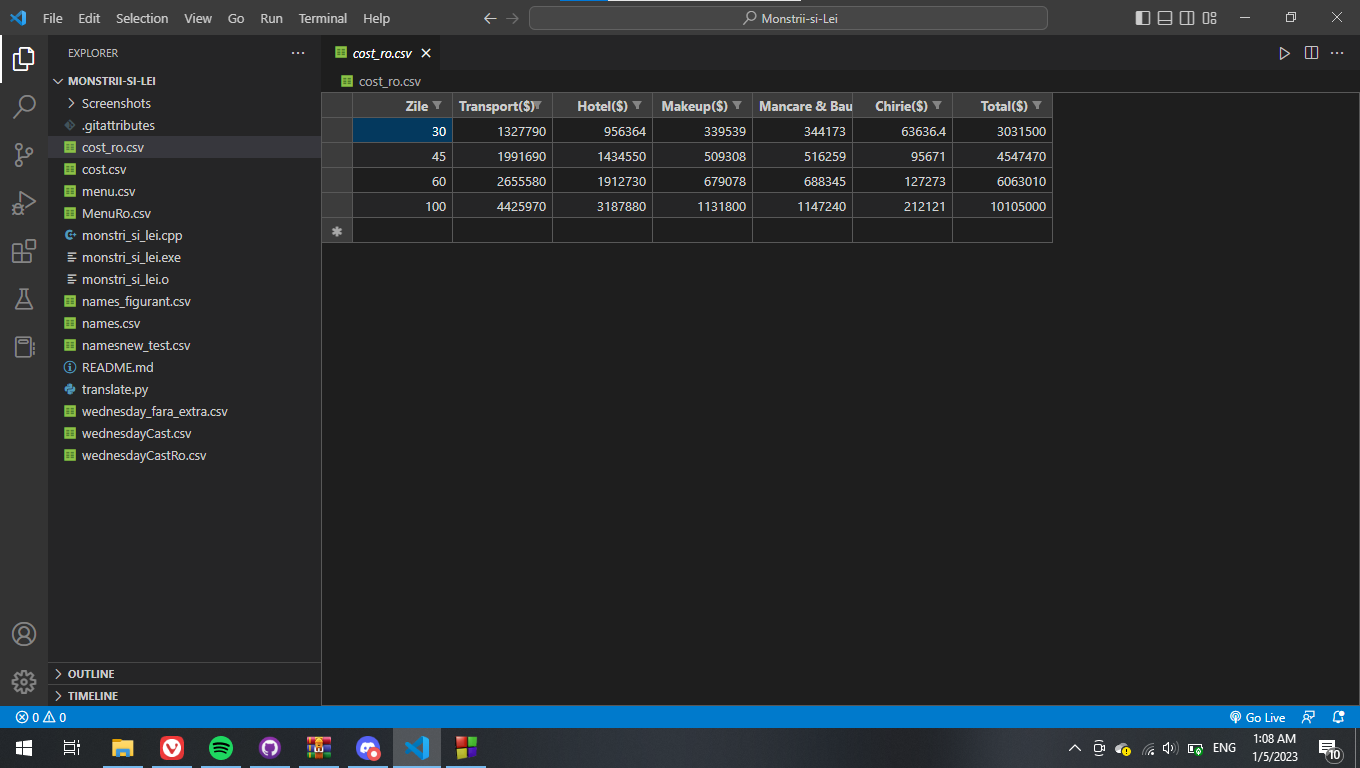 File Edit Selection View Go Run Terminal Help
Monstrii-si-Lei
EXPLORER
MONSTRII-SI-LEI
Screenshots
.gitattributes
cost_ro.csv
cost.csv
menu.csv
MenuRo.csv
monstri_si_lei.cpp
monstri_si_lei.exe
monstri_si_lei.o
names_figurant.csv
names.csv
namesnew_test.csv
README.md
translate.py
wednesday_fara_extra.csv
wednesdayCast.csv
wednesdayCastRo.csv
OUTLINE
TIMELINE
cost_ro.csv
cost_ro.csv
Zile Transport($) Hotel($) Makeup($) Mancare & Bau Chirie($) Total($)
30 1327790 956364 339539 344173 63636.4 3031500
45 1991690 1434550 509308 516259 95671 4547470
60 2655580 1912730 679078 688345 127273 6063010
100 4425970 3187880 1131800 1147240 212121 10105000
0 0 Go Live
ENG
1:08 AM
1/5/2023
10